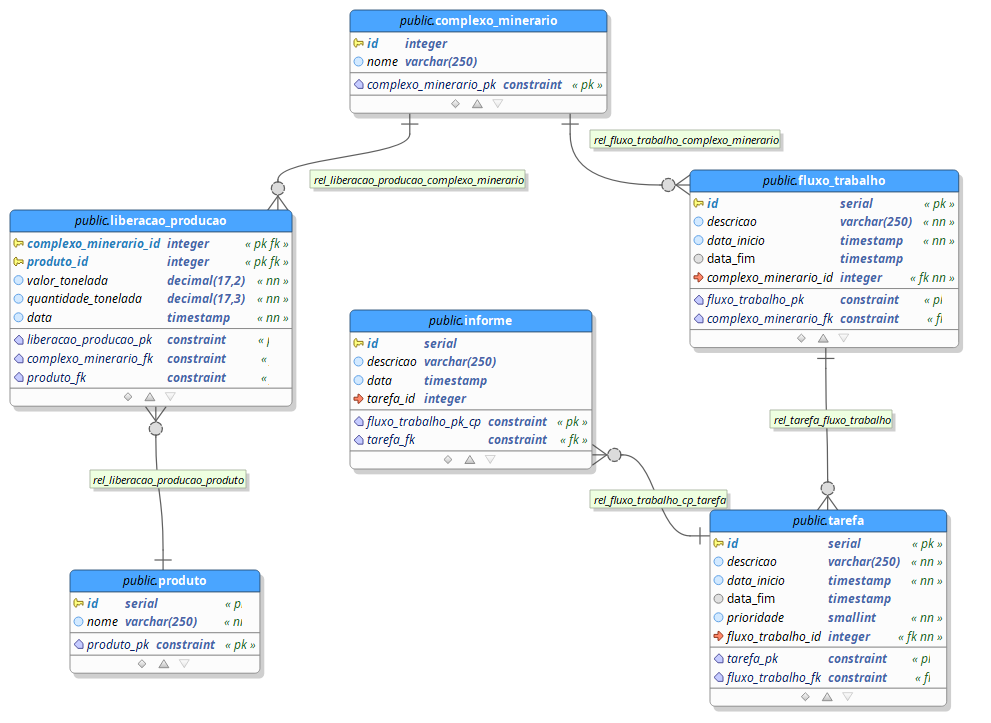 public.complexo_minerario
id integer
nome varchar(250)
complexo_minerario_pk constraint « pk »
rel_liberacao_producao_complexo_minerario
rel_fluxo_trabalho_complexo_minerario
public.fluxo_trabalho
id serial « pk »
descricao varchar(250) « nn »
data_inicio timestamp « nn »
data_fim timestamp
complexo_minerario_id integer « fk nn »
fluxo_trabalho_pk constraint
complexo_minerario_fk constraint
public.liberacao_producao
complexo_minerario_id integer « pk fk »
produto_id integer « pk fk »
valor_tonelada decimal(17,2) « nn »
quantidade_tonelada decimal(17,3) « nn »
data timestamp « nn »
liberacao_producao_pk constraint
complexo_minerario_fk constraint
produto_fk constraint
public.informe
id serial
descricao varchar(250)
data timestamp
tarefa_id integer
fluxo_trabalho_pk_cp constraint « pk »
tarefa_fk constraint « fk »
rel_tarefa_fluxo_trabalho
rel_liberacao_producao_produto
rel_fluxo_trabalho_cp_tarefa
public.tarefa
id serial « pk »
descricao varchar(250) « nn »
data_inicio timestamp « nn »
data_fim timestamp
prioridade smallint « nn »
fluxo_trabalho_id integer « fk nn »
tarefa_pk constraint
fluxo_trabalho_fk constraint
public.produto
id serial
nome varchar(250)
produto_pk constraint « pk »